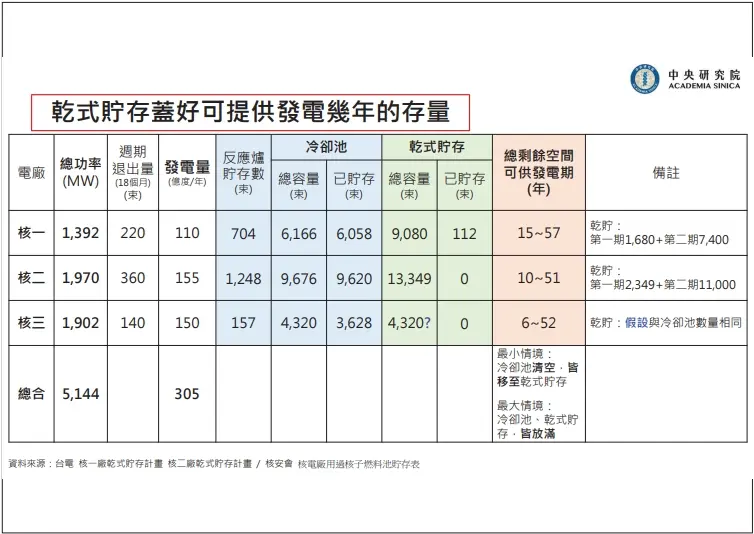 中央研究院
ACADEMIA SINICA
乾式貯存蓋好可提供發電幾年的存量
電廠
總功率
(MW)
週期
退出量
(18個月)
(束)
發電量
(億度/年)
反應爐
貯存數
(束)
冷卻池
總容量
(束)
已貯存
(束)
乾式貯存
總容量
(束)
已貯存
(束)
總剩餘空間
可供發電期
(年)
備註
核一 1,392 220 110 704 6,166 6,058 9,080 112 15~57
乾貯：
第一期1,680+第二期7,400
核二 1,970 360 155 1,248 9,676 9,620 13,349 0 10~51
乾貯：
第一期2,349+第二期11,000
核三 1,902 140 150 157 4,320 3,628 4,320? 0 6~52 乾貯：假設與冷卻池數量相同
總合 5,144 305
最小情境：
冷卻池清空，皆
移至乾式貯存
最大情境：
冷卻池、乾式貯
存，皆放滿
資料來源：台電 核一廠乾式貯存計畫 核二廠乾式貯存計畫 / 核安會 核電廠用過核子燃料池貯存表